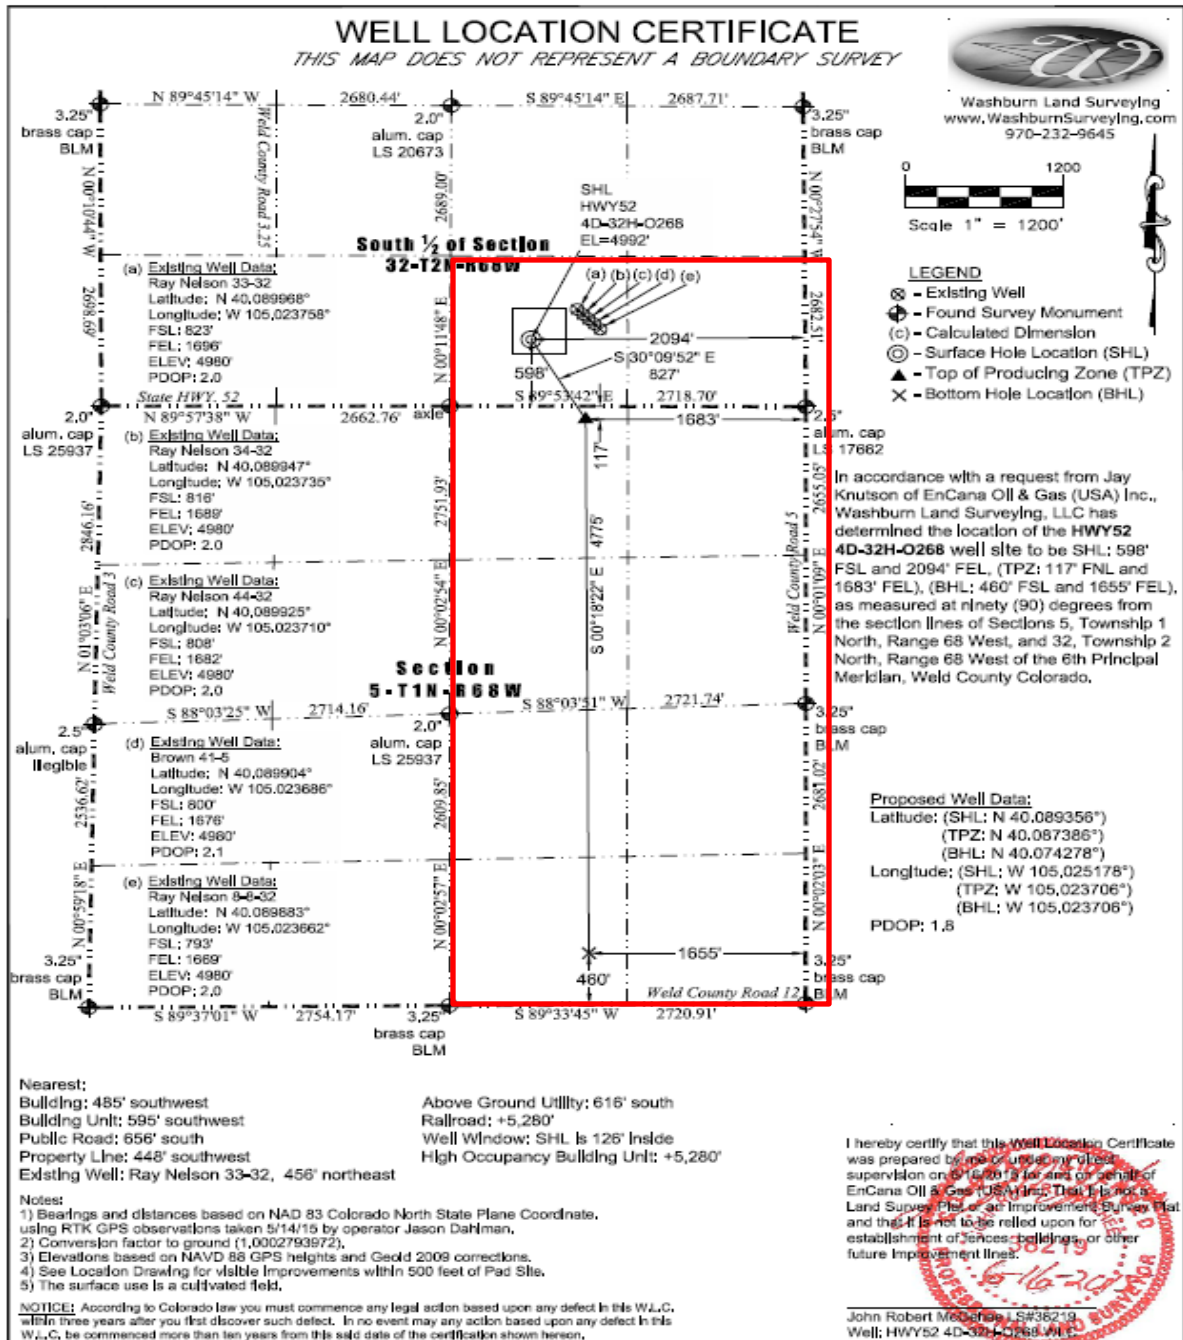 WELL LOCATION CERTIFICATE
THIS MAP DOES NOT REPRESENT A BOUNDARY SURVEY
W
Washburn Land Surveying
www.WashburnSurveying.com
970-232-9645
0 1200
Scale 1" = 1200'
LEGEND
- Existing Well
- Found Survey Monument
(c) - Calculated Dimension
- Surface Hole Location (SHL)
- Top of Producing Zone (TPZ)
- Bottom Hole Location (BHL)
N 89°45'14" W 2680.44' S 89°45'14" E 2687.71'
3.25"
brass cap
BLM
2.0"
alum. cap
LS 20673
3.25"
brass cap
BLM
N 00°10'44" W 2698.69'
Weld County Road 3.25
2689.00'
N 00°11'48" E
N 00°27'54" W
2682.51'
SHL
HWY52
4D-32H-O268
EL=4992'
South ½ of Section
32-T2N-R68W
(a) (b) (c) (d) (e)
2094'
598'
S 30°09'52" E
827'
(a) Existing Well Data:
Ray Nelson 33-32
Latitude: N 40.089968°
Longitude: W 105.023758°
FSL: 823'
FEL: 1696'
ELEV: 4980'
PDOP: 2.0
State HWY. 52
N 89°57'38" W 2662.76'
axle
S 89°53'42" E 2718.70'
2.0"
alum. cap
LS 25937
alum. cap
LS 17662
1683'
117'
4775'
S 00°18'22" E
(b) Existing Well Data:
Ray Nelson 34-32
Latitude: N 40.089947°
Longitude: W 105.023735°
FSL: 816'
FEL: 1689'
ELEV: 4980'
PDOP: 2.0
2846.16'
N 01°03'06" E
Weld County Road 3
2751.93'
N 00°02'54" E
2655.05'
N 00°01'09" E
Weld County Road 5
(c) Existing Well Data:
Ray Nelson 44-32
Latitude: N 40.089925°
Longitude: W 105.023710°
FSL: 808'
FEL: 1682'
ELEV: 4980'
PDOP: 2.0
Section
5-T1N-R68W
S 88°03'25" W 2714.16'
S 88°03'51" W 2721.74'
2.5"
alum. cap
illegible
2.0"
alum. cap
LS 25937
3.25"
brass cap
BLM
(d) Existing Well Data:
Brown 41-5
Latitude: N 40.089904°
Longitude: W 105.023686°
FSL: 800'
FEL: 1676'
ELEV: 4980'
PDOP: 2.1
2536.62'
N 00°59'18" E
2609.85'
N 00°02'57" E
2681.02'
N 00°02'03" E
(e) Existing Well Data:
Ray Nelson 8-8-32
Latitude: N 40.089883°
Longitude: W 105.023662°
FSL: 793'
FEL: 1669'
ELEV: 4980'
PDOP: 2.0
1655'
460'
Weld County Road 12
3.25"
brass cap
BLM
3.25"
brass cap
BLM
S 89°37'01" W 2754.17'
3.25"
brass cap
BLM
S 89°33'45" W 2720.91'
In accordance with a request from Jay
Knutson of EnCana Oil & Gas (USA) Inc.,
Washburn Land Surveying, LLC has
determined the location of the HWY52
4D-32H-O268 well site to be SHL: 598'
FSL and 2094' FEL, (TPZ: 117' FNL and
1683' FEL), (BHL: 460' FSL and 1655' FEL),
as measured at ninety (90) degrees from
the section lines of Sections 5, Township 1
North, Range 68 West, and 32, Township 2
North, Range 68 West of the 6th Principal
Meridian, Weld County Colorado.
Proposed Well Data:
Latitude: (SHL: N 40.089356°)
(TPZ: N 40.087386°)
(BHL: N 40.074278°)
Longitude: (SHL: W 105.025178°)
(TPZ: W 105.023706°)
(BHL: W 105.023706°)
PDOP: 1.8
Nearest:
Building: 485' southwest
Building Unit: 595' southwest
Public Road: 656' south
Property Line: 448' southwest
Existing Well: Ray Nelson 33-32, 456' northeast
Above Ground Utility: 616' south
Railroad: +5,280'
Well Window: SHL is 126' inside
High Occupancy Building Unit: +5,280'
Notes:
1) Bearings and distances based on NAD 83 Colorado North State Plane Coordinate,
using RTK GPS observations taken 5/14/15 by operator Jason Dahlman.
2) Conversion factor to ground (1.0002793972).
3) Elevations based on NAVD 88 GPS heights and Geoid 2009 corrections.
4) See Location Drawing for visible improvements within 500 feet of Pad Site.
5) The surface use is a cultivated field.
NOTICE: According to Colorado law you must commence any legal action based upon any defect in this W.L.C.
within three years after you first discover such defect. In no event may any action based upon any defect in this
W.L.C. be commenced more than ten years from this said date of the certification shown hereon.
I hereby certify that this Well Location Certificate
was prepared by me or under my direct
supervision on for and on behalf of
EnCana Oil & Gas (USA) Inc. That it is not a
Land Survey Plat or an Improvement Survey Plat
and that it is not to be relied upon for
establishment of fences, buildings, or other
future improvement lines.
38219
John Robert LS#38219
Well: HWY52 4D-32H-O268 WLC